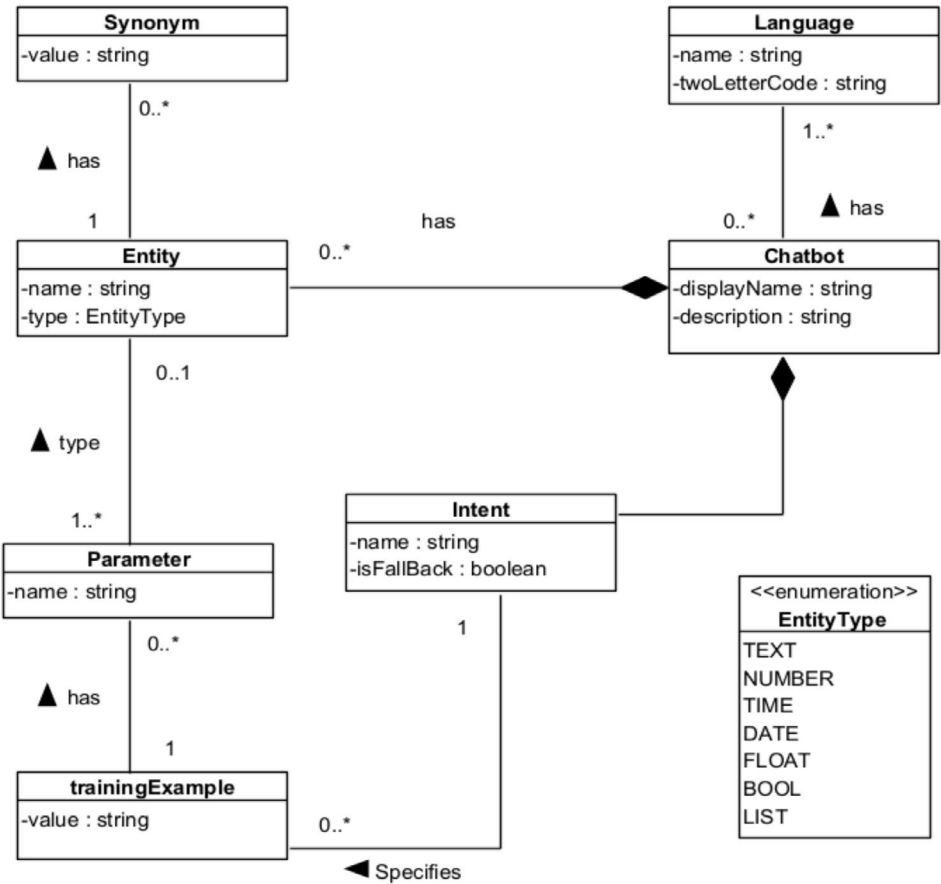 Synonym
-value : string
0..*
has
1
Language
-name : string
-twoLetterCode : string
1..*
has
0..*
Entity
-name : string
-type : EntityType
0..*
has
Chatbot
-displayName : string
-description : string
0..1
type
1..*
Parameter
-name : string
0..*
has
1
Intent
-name : string
-isFallBack : boolean
1
trainingExample
-value : string
0..*
Specifies
<<enumeration>>
EntityType
TEXT
NUMBER
TIME
DATE
FLOAT
BOOL
LIST